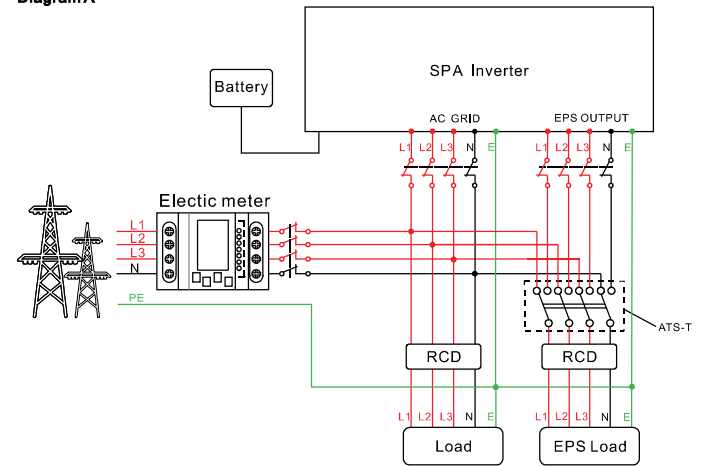 Diagram A
SPA Inverter
Battery
AC GRID
EPS OUTPUT
L1 L2 L3 N E
L1 L2 L3 N E
Electic meter
L1
L2
L3
N
PE
ATS-T
RCD
RCD
L1 L2 L3 N E
L1 L2 L3 N E
Load
EPS Load